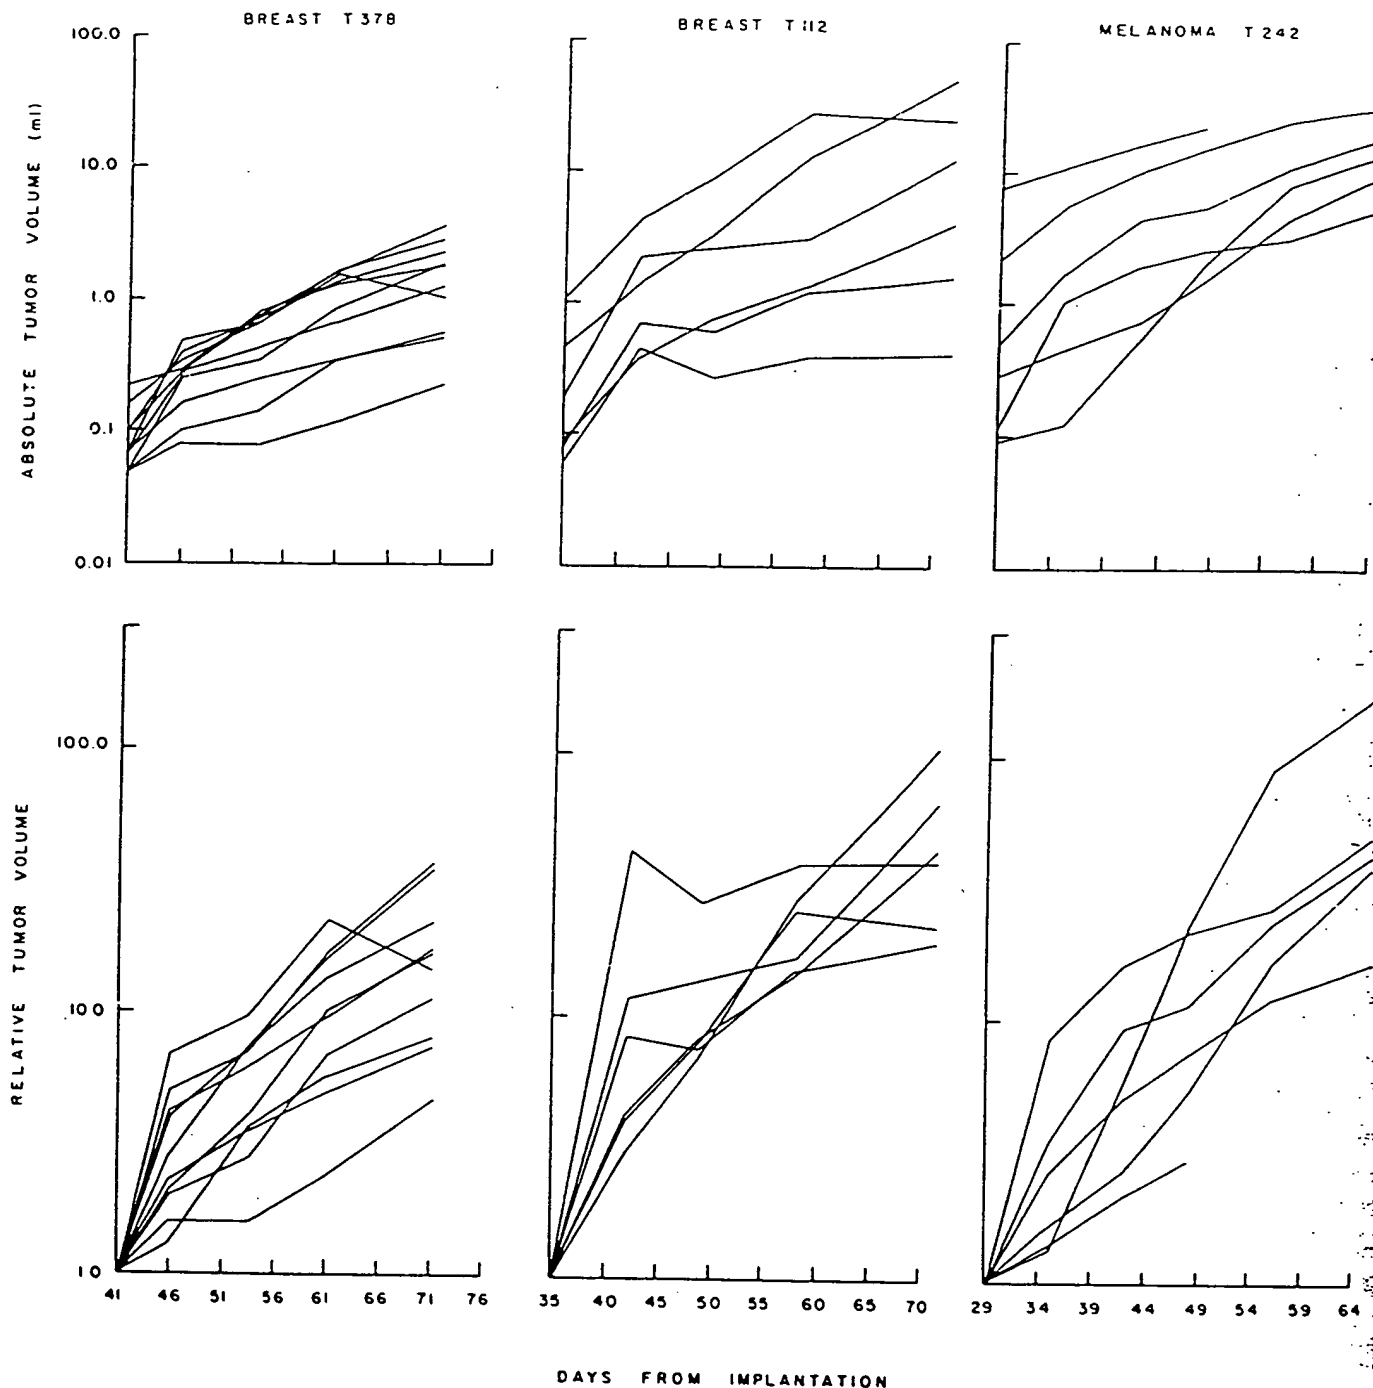 BREAST T378
BREAST T112
MELANOMA T242
ABSOLUTE TUMOR VOLUME (ml)
100.0
10.0
1.0
0.1
0.01
RELATIVE TUMOR VOLUME
100.0
10.0
1.0
41 46 51 56 61 66 71 76
35 40 45 50 55 60 65 70
29 34 39 44 49 54 59 64
DAYS FROM IMPLANTATION